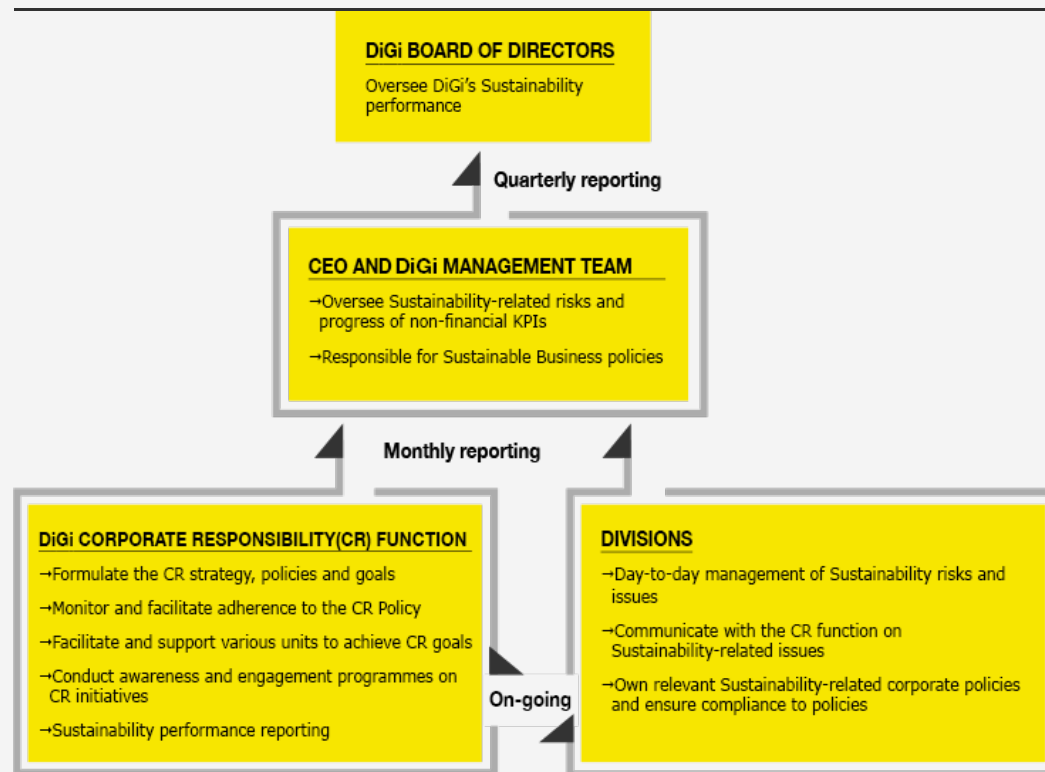 DiGi BOARD OF DIRECTORS
Oversee DiGi's Sustainability
performance
Quarterly reporting
CEO AND DiGi MANAGEMENT TEAM
→Oversee Sustainability-related risks and
progress of non-financial KPIs
→Responsible for Sustainable Business policies
Monthly reporting
DiGi CORPORATE RESPONSIBILITY(CR) FUNCTION
→Formulate the CR strategy, policies and goals
→Monitor and facilitate adherence to the CR Policy
→Facilitate and support various units to achieve CR goals
→Conduct awareness and engagement programmes on
CR initiatives
→Sustainability performance reporting
On-going
DIVISIONS
→Day-to-day management of Sustainability risks and
issues
→Communicate with the CR function on
Sustainability-related issues
→Own relevant Sustainability-related corporate policies
and ensure compliance to policies